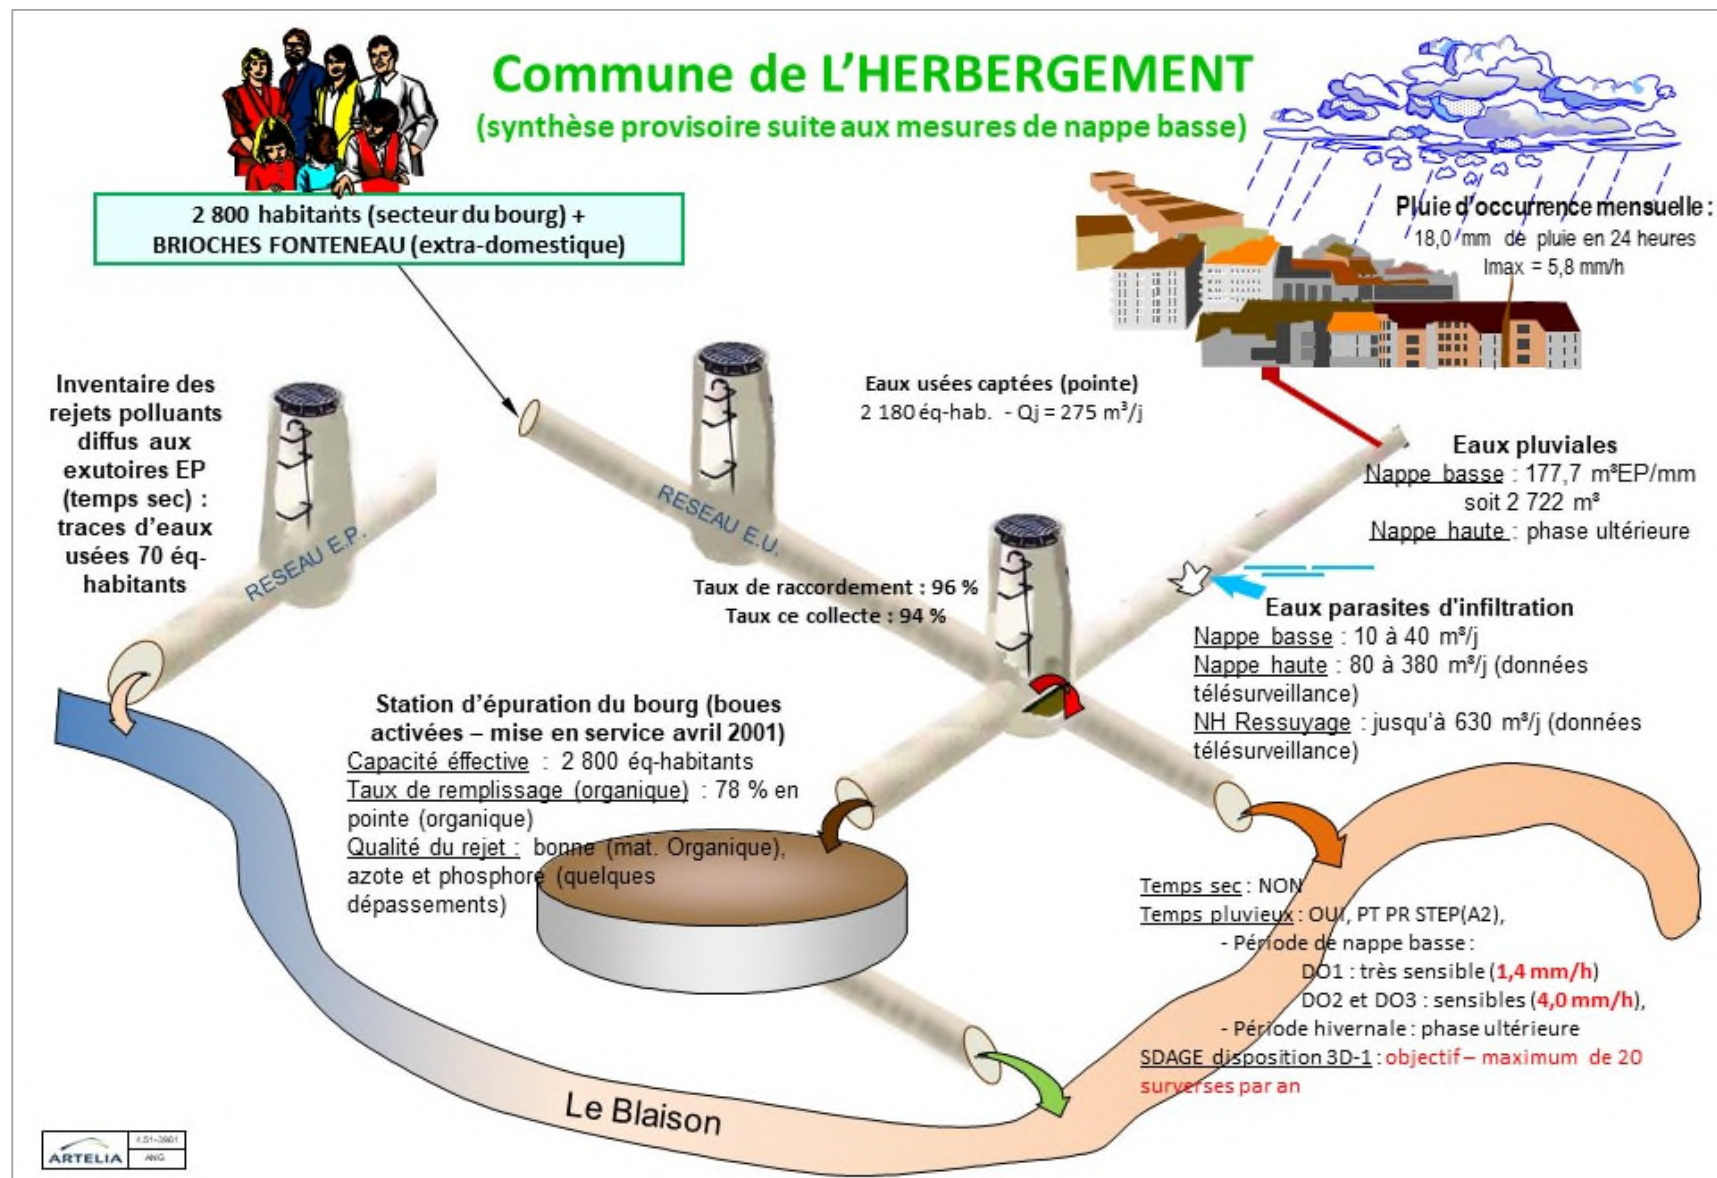 Commune de L'HERBERGEMENT
(synthèse provisoire suite aux mesures de nappe basse)
2 800 habitants (secteur du bourg) +
BRIOCHES FONTENEAU (extra-domestique)
Pluie d'occurrence mensuelle :
18,0 mm de pluie en 24 heures
Imax = 5,8 mm/h
Inventaire des
rejets polluants
diffus aux
exutoires EP
(temps sec) :
traces d'eaux
usées 70 éq-
habitants
RESEAU E.P.
RESEAU E.U.
Eaux usées captées (pointe)
2 180 éq-hab. - Qj = 275 m³/j
Eaux pluviales
Nappe basse : 177,7 m³EP/mm
soit 2 722 m³
Nappe haute : phase ultérieure
Taux de raccordement : 96 %
Taux ce collecte : 94 %
Eaux parasites d'infiltration
Nappe basse : 10 à 40 m³/j
Nappe haute : 80 à 380 m³/j (données
télésurveillance)
NH Ressuyage : jusqu'à 630 m³/j (données
télésurveillance)
Station d'épuration du bourg (boues
activées – mise en service avril 2001)
Capacité éffective : 2 800 éq-habitants
Taux de remplissage (organique) : 78 % en
pointe (organique)
Qualité du rejet : bonne (mat. Organique),
azote et phosphore (quelques
dépassements)
Temps sec : NON
Temps pluvieux : OUI, PT PR STEP(A2),
- Période de nappe basse :
DO1 : très sensible (1,4 mm/h)
DO2 et DO3 : sensibles (4,0 mm/h),
- Période hivernale : phase ultérieure
SDAGE disposition 3D-1 : objectif – maximum de 20
surverses par an
Le Blaison
ARTELIA
ANG